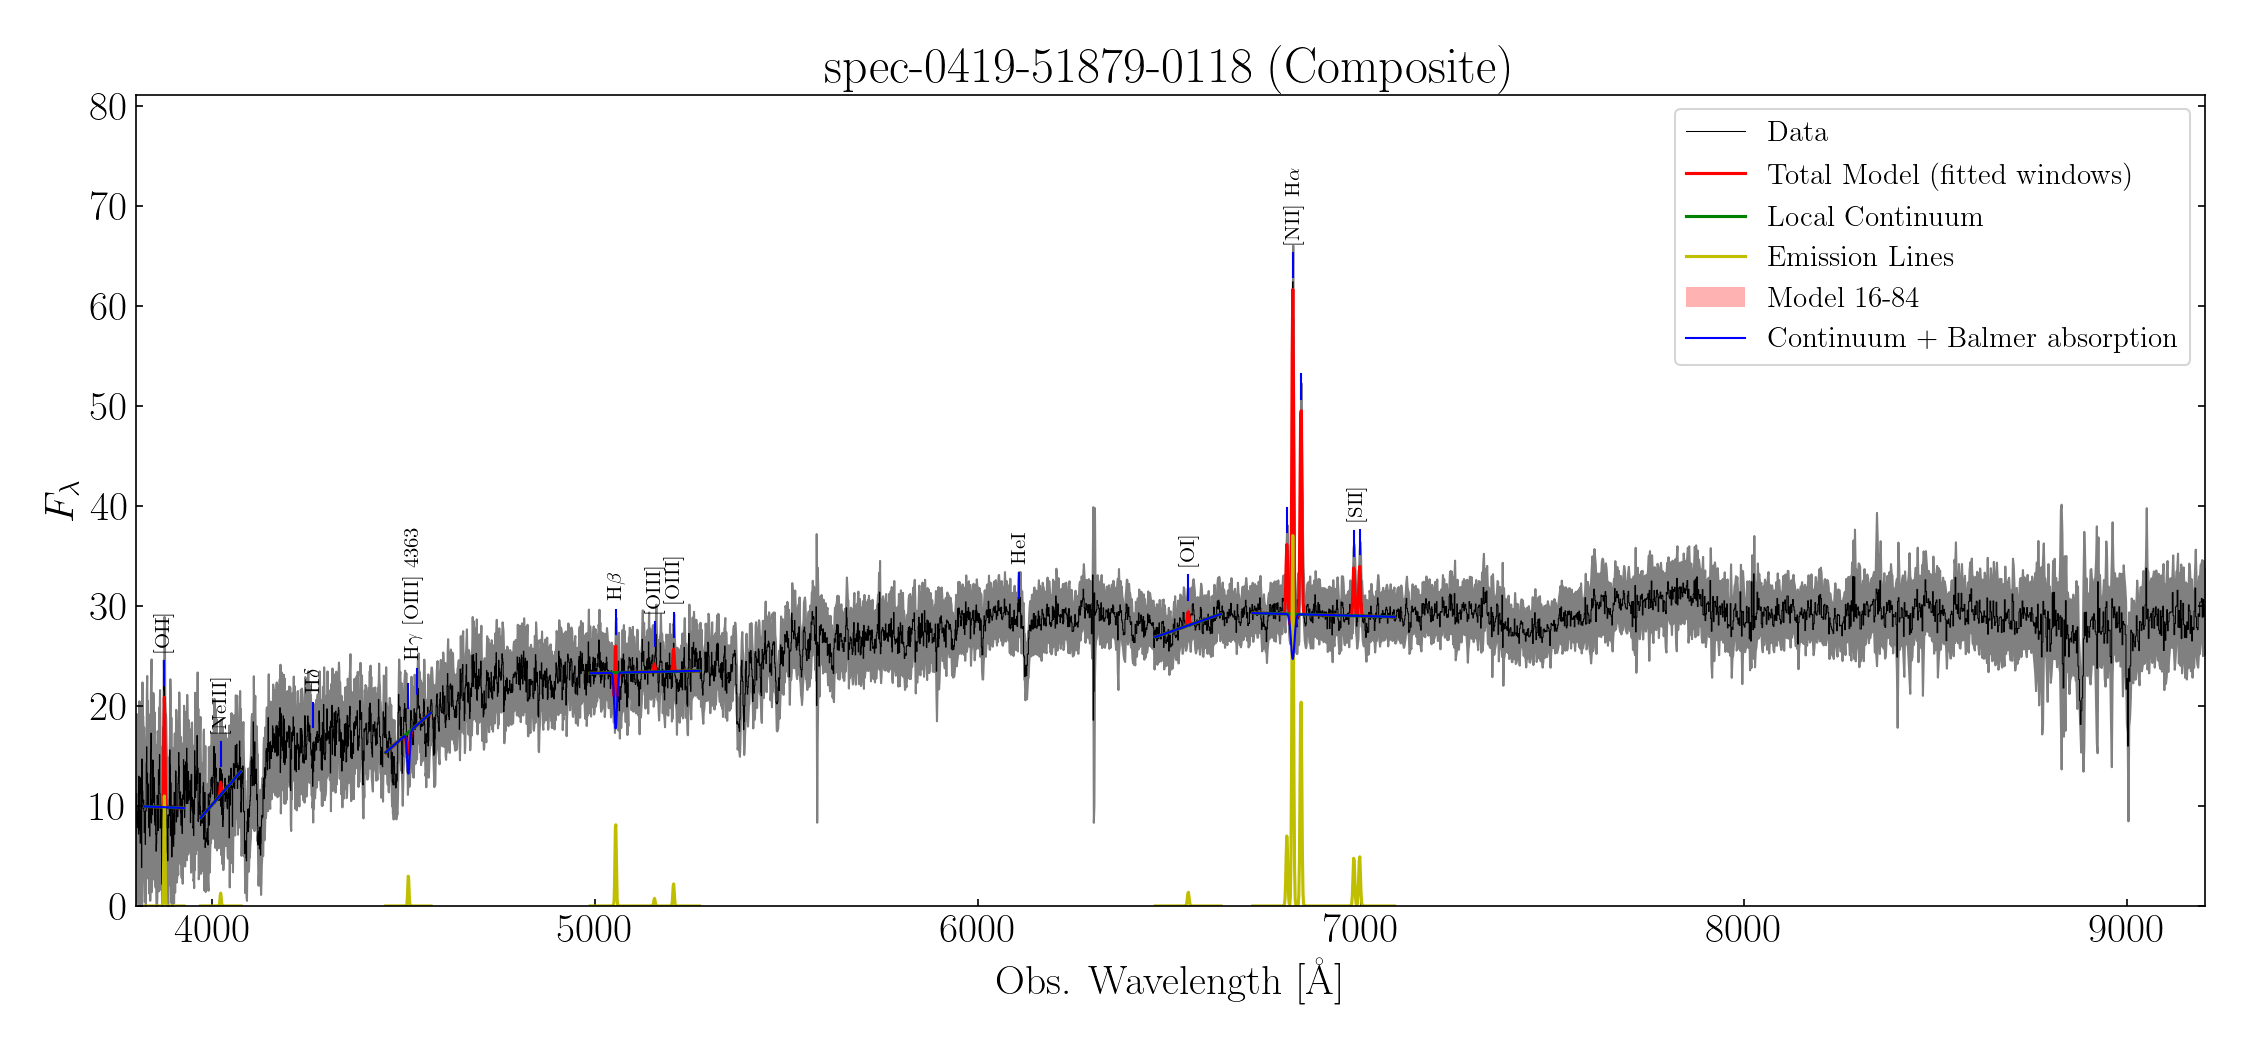 spec-0419-51879-0118 (Composite)
80
70
60
50
40
30
20
10
0
F_λ
4000
5000
6000
7000
8000
9000
Obs. Wavelength [Å]
[OII]
[NeIII]
Hδ
Hγ [OIII] 4363
Hβ
[OIII]
[OIII]
HeI
[OI]
[NII] Hα
[SII]
Data
Total Model (fitted windows)
Local Continuum
Emission Lines
Model 16-84
Continuum + Balmer absorption